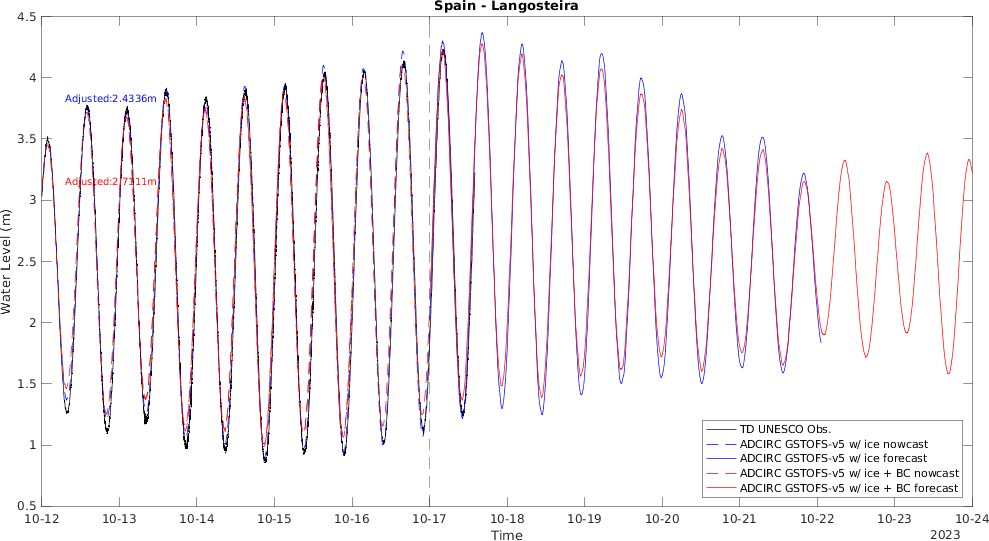 Spain - Langosteira
4.5
4
3.5
3
2.5
2
1.5
1
0.5
Water Level (m)
Adjusted:2.4336m
Adjusted:2.7111m
TD UNESCO Obs.
ADCIRC GSTOFS-v5 w/ ice nowcast
ADCIRC GSTOFS-v5 w/ ice forecast
ADCIRC GSTOFS-v5 w/ ice + BC nowcast
ADCIRC GSTOFS-v5 w/ ice + BC forecast
10-12 10-13 10-14 10-15 10-16 10-17 10-18 10-19 10-20 10-21 10-22 10-23 10-24
Time
2023